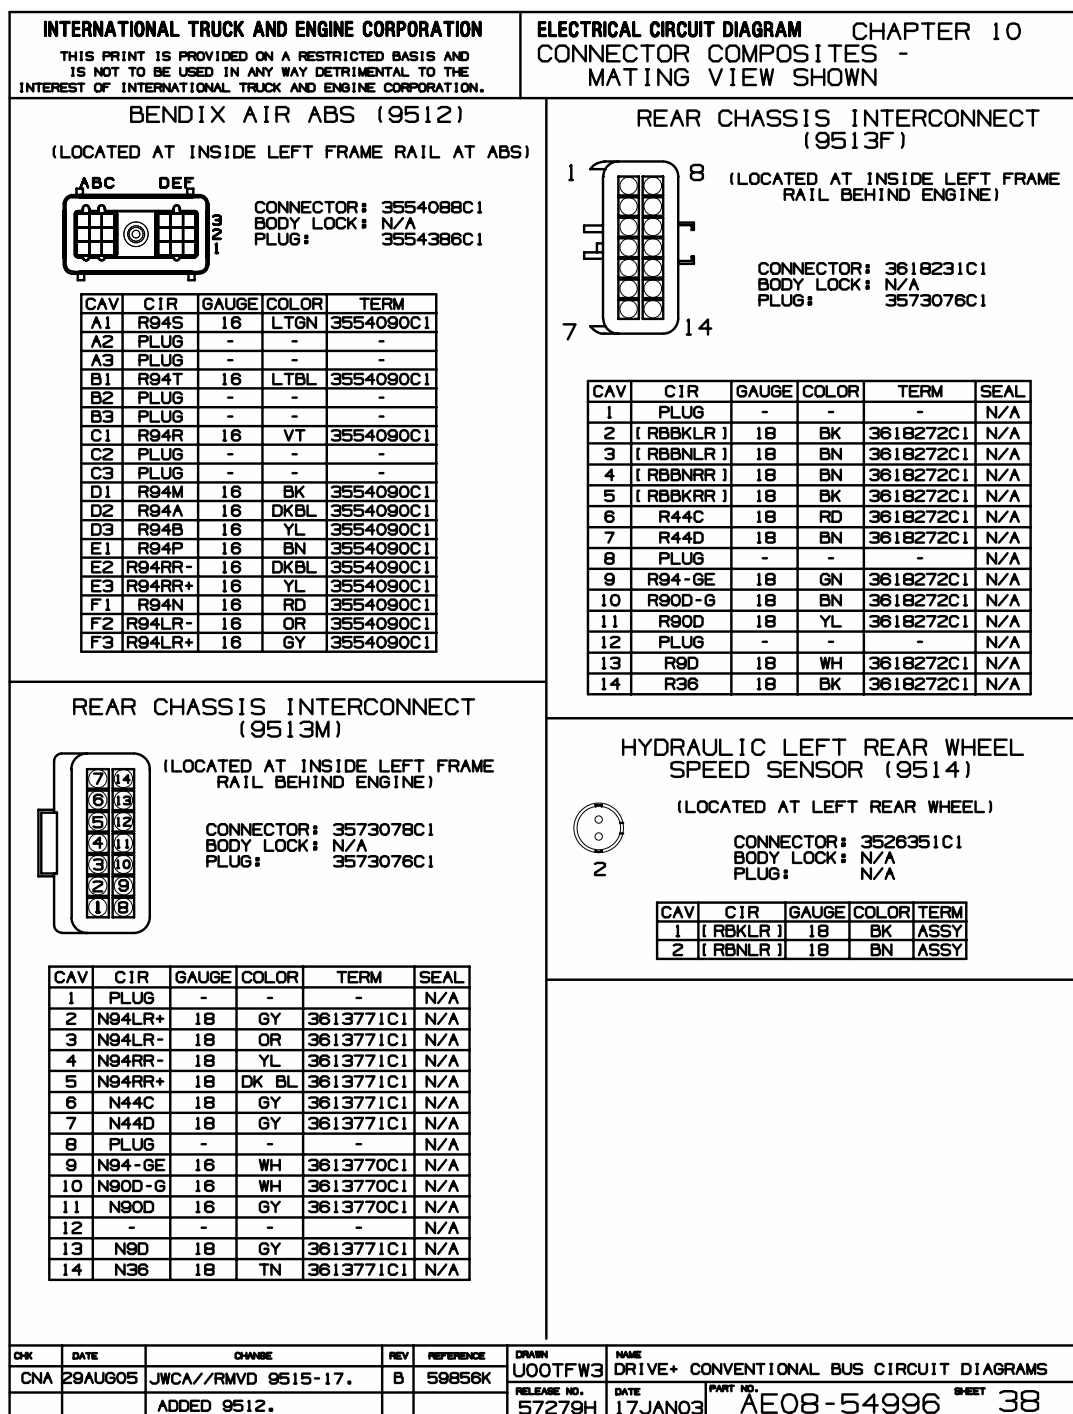 INTERNATIONAL TRUCK AND ENGINE CORPORATION
THIS PRINT IS PROVIDED ON A RESTRICTED BASIS AND
IS NOT TO BE USED IN ANY WAY DETRIMENTAL TO THE
INTEREST OF INTERNATIONAL TRUCK AND ENGINE CORPORATION.
ELECTRICAL CIRCUIT DIAGRAM CHAPTER 10
CONNECTOR COMPOSITES -
MATING VIEW SHOWN
BENDIX AIR ABS (9512)
(LOCATED AT INSIDE LEFT FRAME RAIL AT ABS)
ABC DEF
3
2
1
CONNECTOR: 3554088C1
BODY LOCK: N/A
PLUG: 3554386C1
CAV CIR GAUGE COLOR TERM
A1 R94S 16 LTGN 3554090C1
A2 PLUG - - -
A3 PLUG - - -
B1 R94T 16 LTBL 3554090C1
B2 PLUG - - -
B3 PLUG - - -
C1 R94R 16 VT 3554090C1
C2 PLUG - - -
C3 PLUG - - -
D1 R94M 16 BK 3554090C1
D2 R94A 16 DKBL 3554090C1
D3 R94B 16 YL 3554090C1
E1 R94P 16 BN 3554090C1
E2 R94RR- 16 DKBL 3554090C1
E3 R94RR+ 16 YL 3554090C1
F1 R94N 16 RD 3554090C1
F2 R94LR- 16 OR 3554090C1
F3 R94LR+ 16 GY 3554090C1
REAR CHASSIS INTERCONNECT
(9513F)
1 8
7 14
(LOCATED AT INSIDE LEFT FRAME
RAIL BEHIND ENGINE)
CONNECTOR: 3618231C1
BODY LOCK: N/A
PLUG: 3573076C1
CAV CIR GAUGE COLOR TERM SEAL
1 PLUG - - - N/A
2 [RBBKLR] 18 BK 3618272C1 N/A
3 [RBBNLR] 18 BN 3618272C1 N/A
4 [RBBNRR] 18 BN 3618272C1 N/A
5 [RBBKRR] 18 BK 3618272C1 N/A
6 R44C 18 RD 3618272C1 N/A
7 R44D 18 BN 3618272C1 N/A
8 PLUG - - - N/A
9 R94-GE 18 GN 3618272C1 N/A
10 R90D-G 18 BN 3618272C1 N/A
11 R90D 18 YL 3618272C1 N/A
12 PLUG - - - N/A
13 R9D 18 WH 3618272C1 N/A
14 R36 18 BK 3618272C1 N/A
REAR CHASSIS INTERCONNECT
(9513M)
(LOCATED AT INSIDE LEFT FRAME
RAIL BEHIND ENGINE)
7 14
6 13
5 12
4 11
3 10
2 9
1 8
CONNECTOR: 3573078C1
BODY LOCK: N/A
PLUG: 3573076C1
CAV CIR GAUGE COLOR TERM SEAL
1 PLUG - - - N/A
2 N94LR+ 18 GY 3613771C1 N/A
3 N94LR- 18 OR 3613771C1 N/A
4 N94RR- 18 YL 3613771C1 N/A
5 N94RR+ 18 DK BL 3613771C1 N/A
6 N44C 18 GY 3613771C1 N/A
7 N44D 18 GY 3613771C1 N/A
8 PLUG - - - N/A
9 N94-GE 16 WH 3613770C1 N/A
10 N90D-G 16 WH 3613770C1 N/A
11 N90D 16 GY 3613770C1 N/A
12 - - - - N/A
13 N9D 18 GY 3613771C1 N/A
14 N36 18 TN 3613771C1 N/A
HYDRAULIC LEFT REAR WHEEL
SPEED SENSOR (9514)
(LOCATED AT LEFT REAR WHEEL)
2
CONNECTOR: 3526351C1
BODY LOCK: N/A
PLUG: N/A
CAV CIR GAUGE COLOR TERM
1 [RBKLR] 18 BK ASSY
2 [RBNLR] 18 BN ASSY
CHK DATE CHANGE REV REFERENCE
CNA 29AUG05 JWCA//RMVD 9515-17. B 59856K
ADDED 9512.
DRAWN NAME
U00TFW3 DRIVE+ CONVENTIONAL BUS CIRCUIT DIAGRAMS
RELEASE NO. DATE PART NO. SHEET
57279H 17JAN03 AE08-54996 38